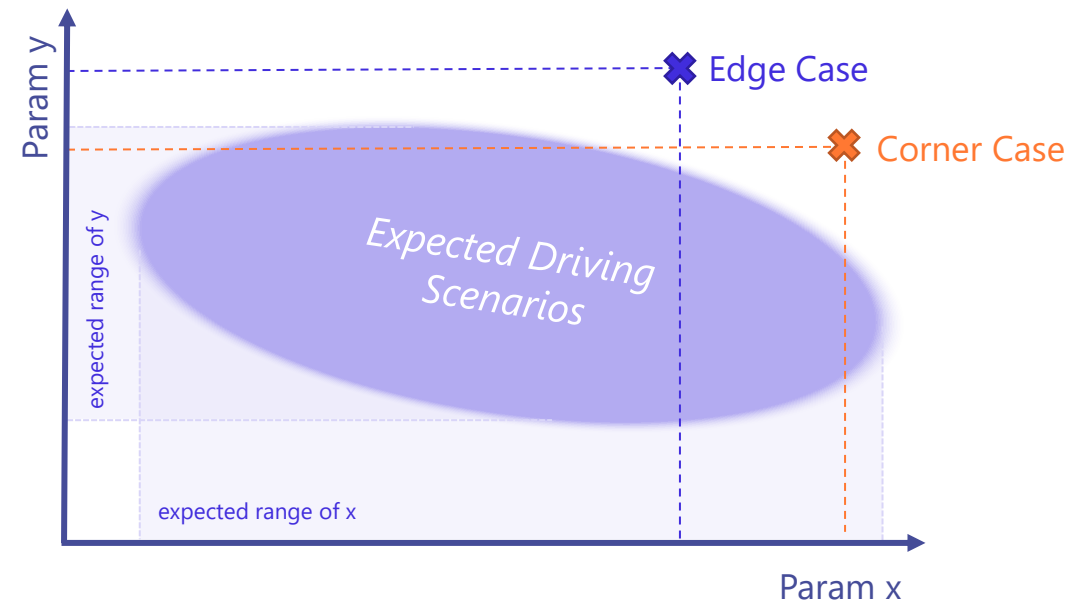 Param y
Edge Case
Corner Case
expected range of y
Expected Driving
Scenarios
expected range of x
Param x